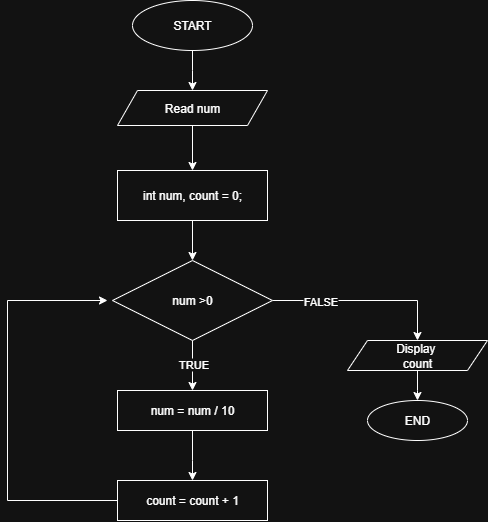 START
Read num
int num, count = 0;
num >0
FALSE
TRUE
Display
count
num = num / 10
END
count = count + 1